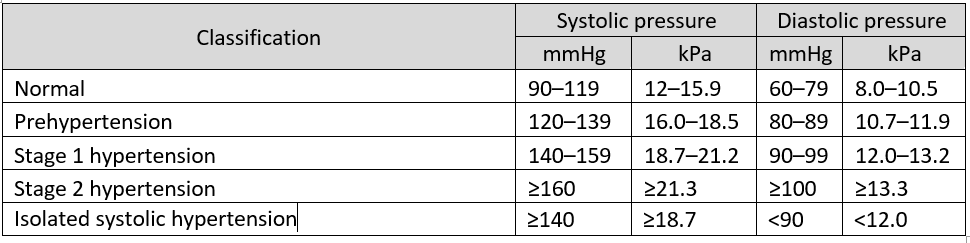 Classification Systolic pressure Diastolic pressure
mmHg kPa mmHg kPa
Normal 90–119 12–15.9 60–79 8.0–10.5
Prehypertension 120–139 16.0–18.5 80–89 10.7–11.9
Stage 1 hypertension 140–159 18.7–21.2 90–99 12.0–13.2
Stage 2 hypertension ≥160 ≥21.3 ≥100 ≥13.3
Isolated systolic hypertension ≥140 ≥18.7 <90 <12.0